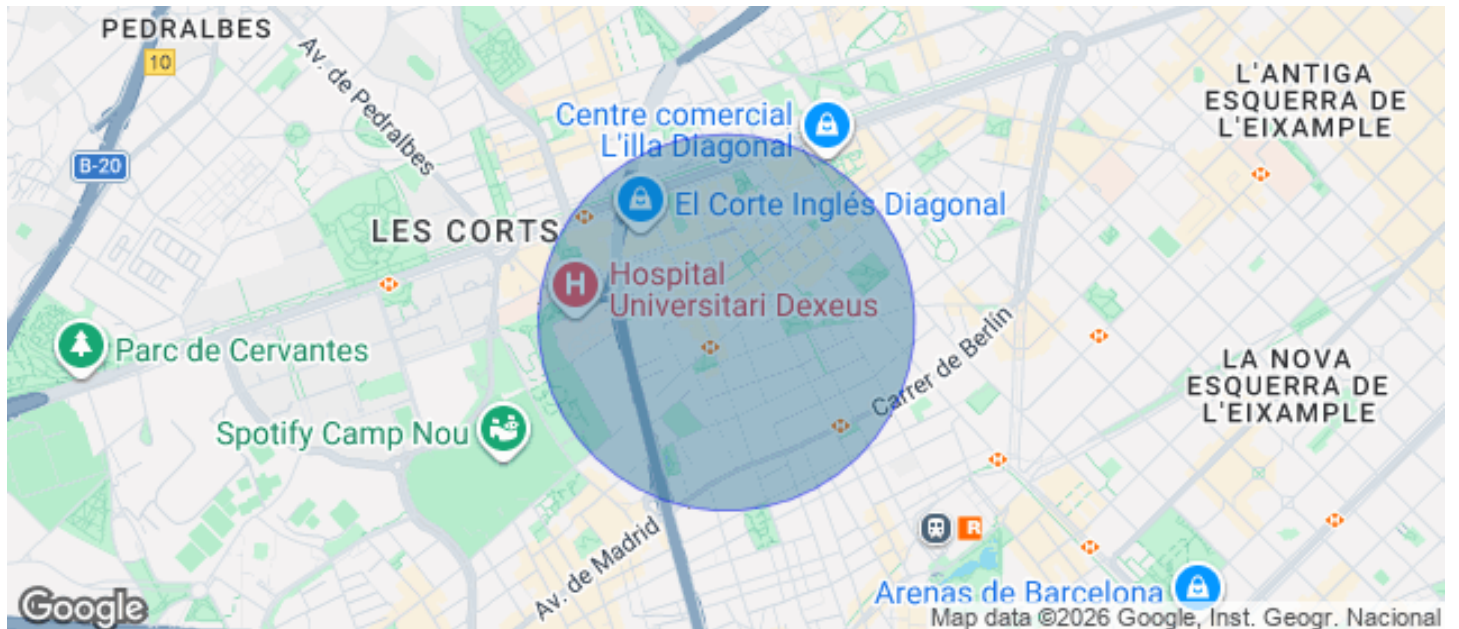 PEDRALBES
10
Av. de Pedralbes
B-20
Centre comercial
L'illa Diagonal
L'ANTIGA
ESQUERRA DE
L'EIXAMPLE
El Corte Inglés Diagonal
LES CORTS
H
Hospital
Universitari Dexeus
Parc de Cervantes
Carrer de Berlín
LA NOVA
ESQUERRA DE
L'EIXAMPLE
Spotify Camp Nou
Av. de Madrid
R
Arenas de Barcelona
Google
Map data ©2026 Google, Inst. Geogr. Nacional